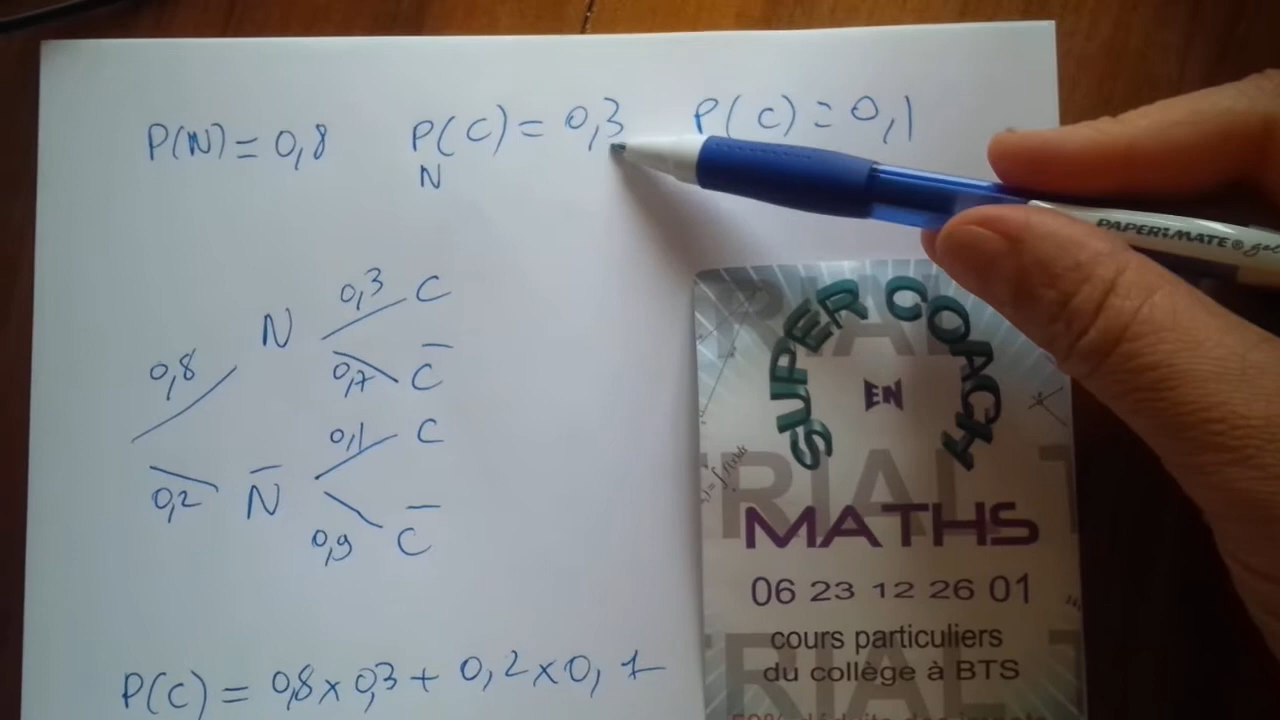 P(N) = 0,8 P(C) = 0,3 P(C) = 0,1
N
0,3 C
N
0,8
0,7 C̅
0,1 C
0,2 N̅
0,9 C̅
P(C) = 0,8 x 0,3 + 0,2 x 0,1
PAPER:MATE® gel
SUPER COACH
EN
MATHS
06 23 12 26 01
cours particuliers
du collège à BTS